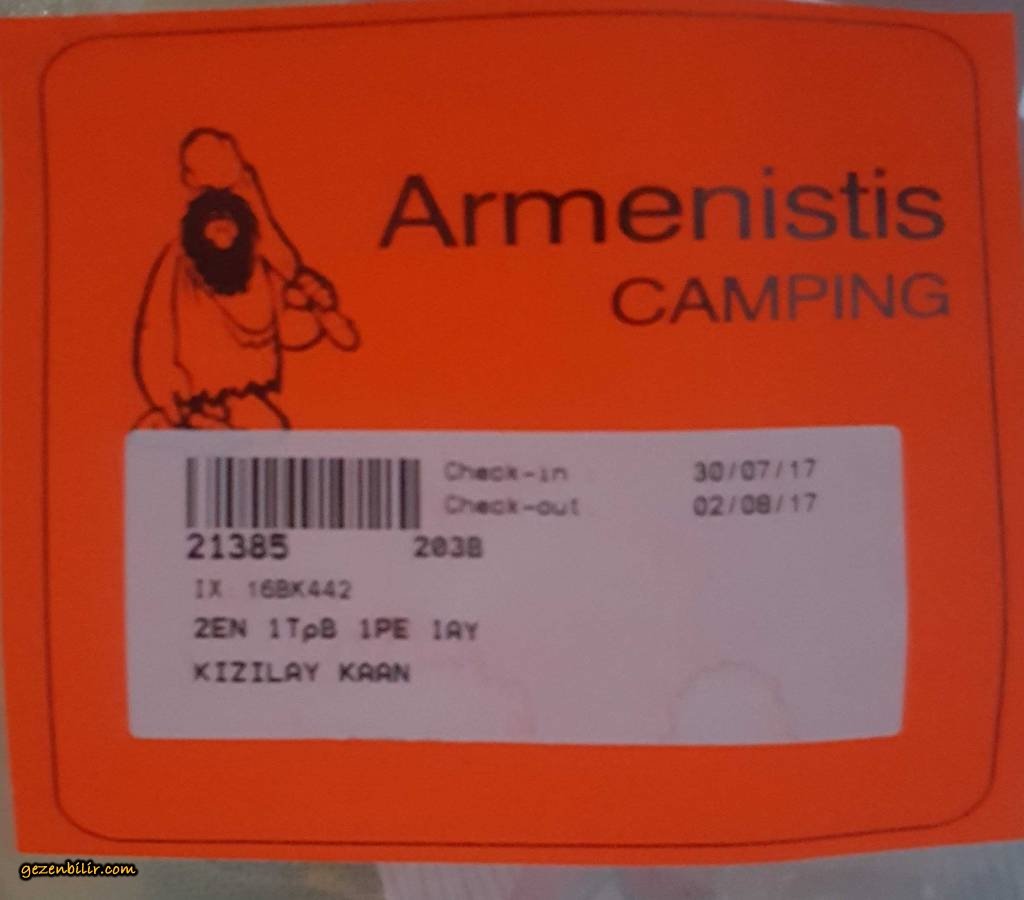 Armenistis
CAMPING
Check-in 30/07/17
Check-out 02/08/17
21385 203B
IX 16BK442
2EN 1TpB 1PE 1AY
KIZILAY KAAN
gezenbilir.com